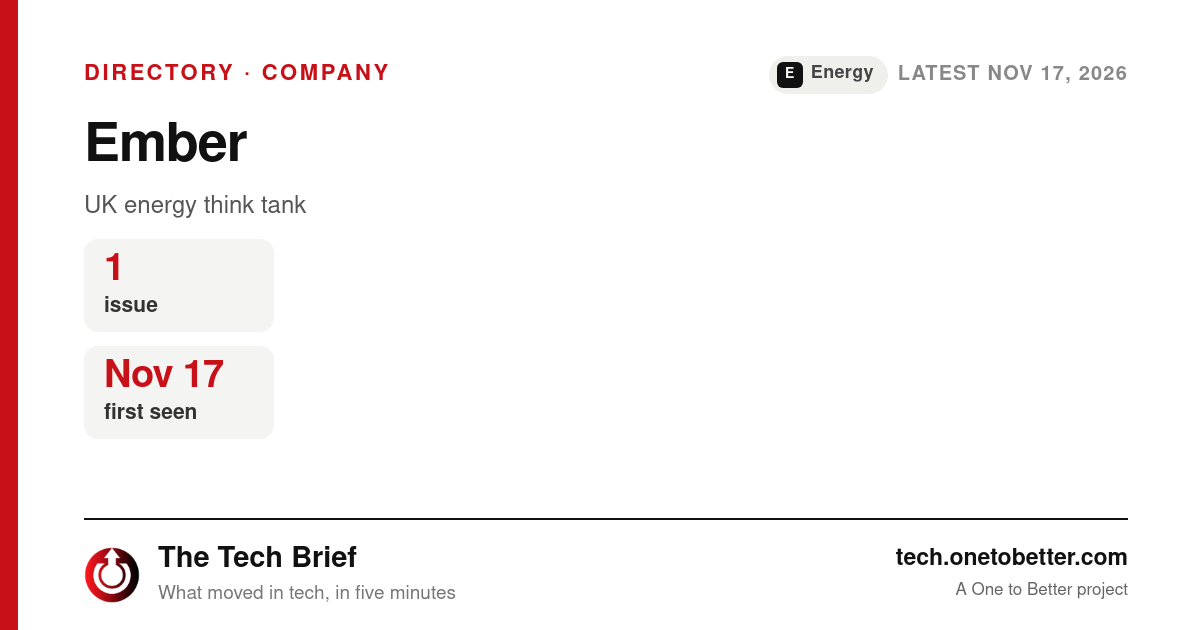 DIRECTORY · COMPANY
E Energy LATEST NOV 17, 2026
Ember
UK energy think tank
1
issue
Nov 17
first seen
The Tech Brief
What moved in tech, in five minutes
tech.onetobetter.com
A One to Better project